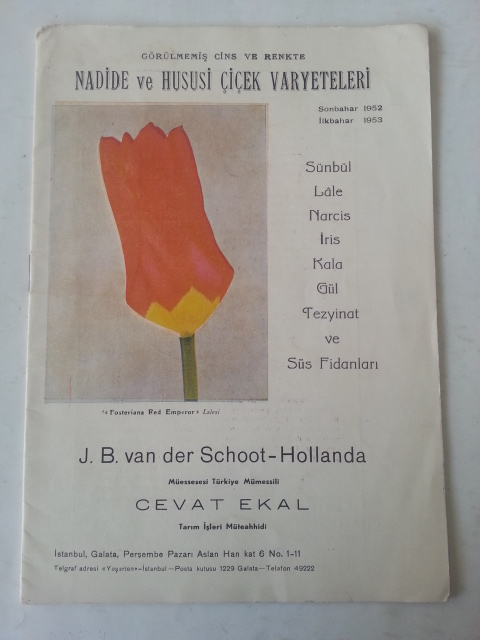 GÖRÜLMEMİŞ CİNS VE RENKTE
NADİDE ve HUSUSİ ÇİÇEK VARYETELERİ
Sonbahar 1952
İlkbahar 1953
Sünbül
Lâle
Narcis
İris
Kala
Gül
Tezyinat
ve
Süs Fidanları
«Fosteriana Red Emperor» Lalesi
J. B. van der Schoot-Hollanda
Müessesesi Türkiye Mümessili
CEVAT EKAL
Tarım İşleri Müteahhidi
İstanbul, Galata, Perşembe Pazarı Aslan Han kat 6 No. 1-11
Telgraf adresi «Yuşarten»-İstanbul—Posta kutusu 1229 Galata—Telefon 49222